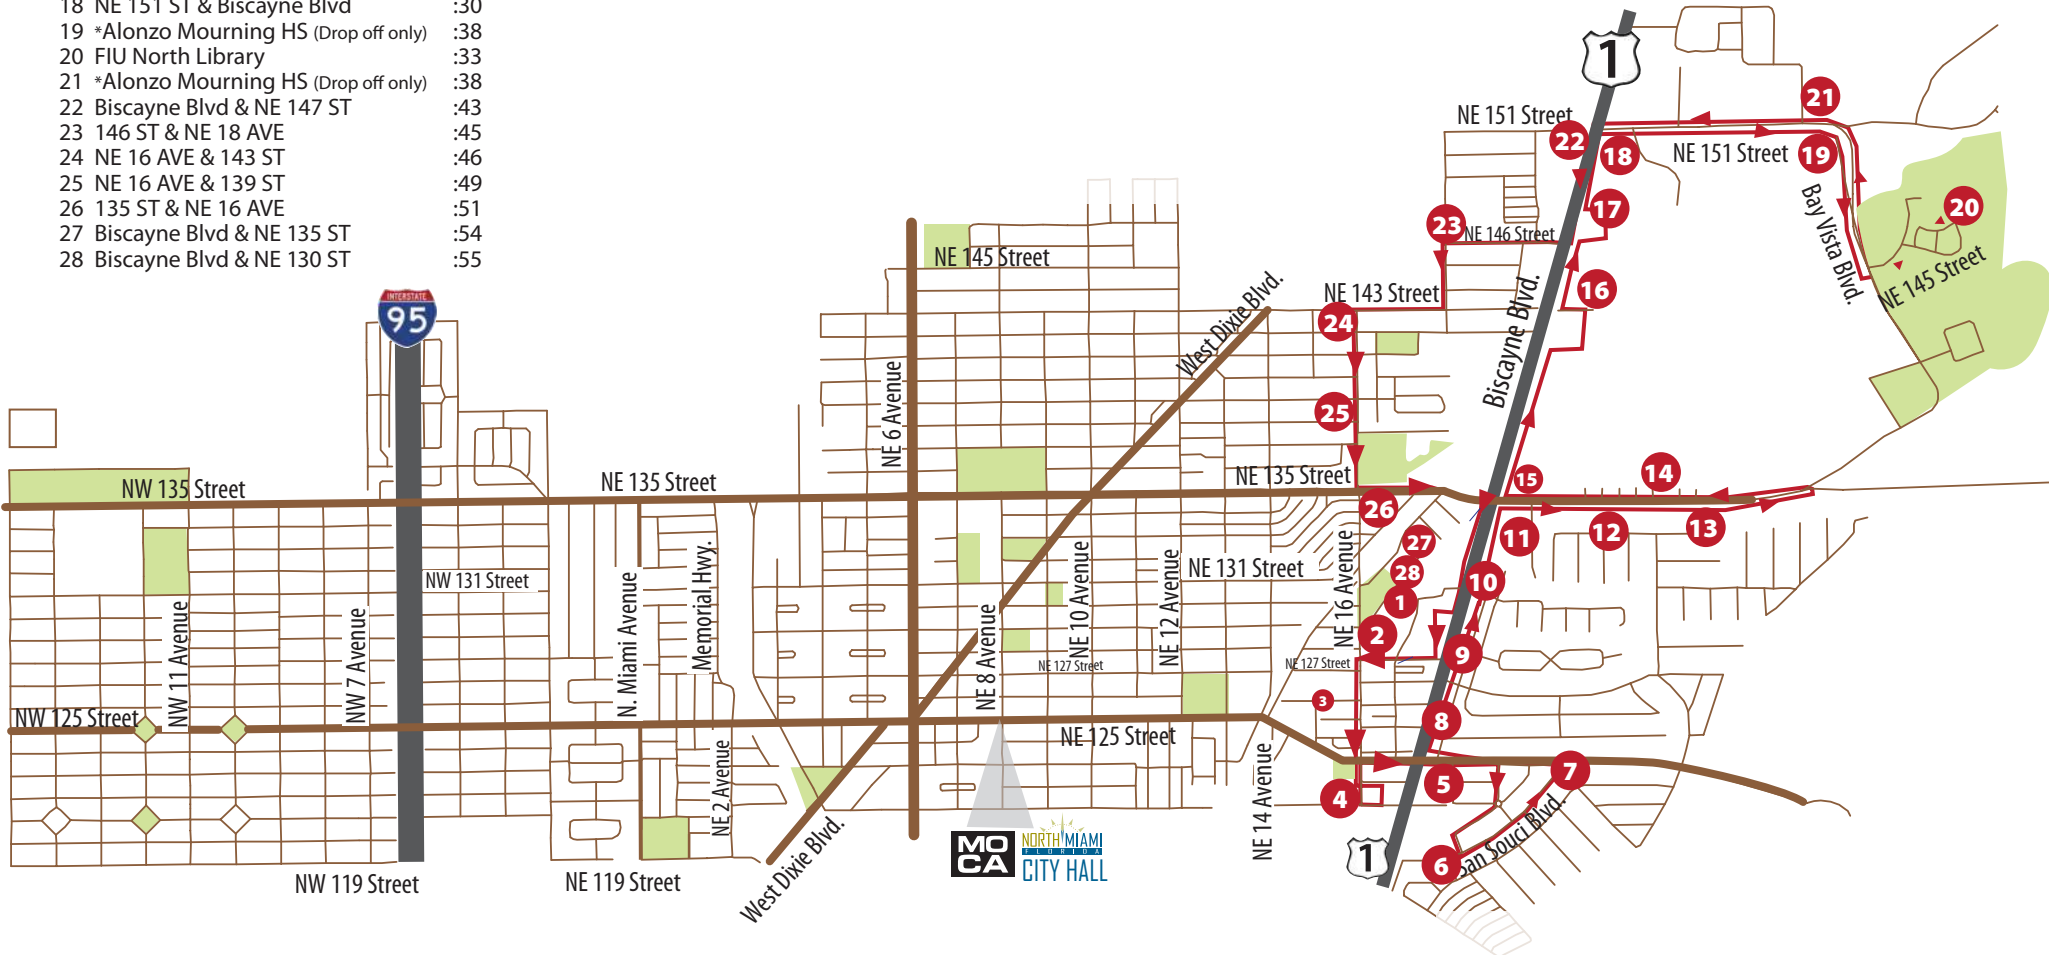 18 NE 151 ST & Biscayne Blvd :30
19 *Alonzo Mourning HS (Drop off only) :38
20 FIU North Library :33
21 *Alonzo Mourning HS (Drop off only) :38
22 Biscayne Blvd & NE 147 ST :43
23 146 ST & NE 18 AVE :45
24 NE 16 AVE & 143 ST :46
25 NE 16 AVE & 139 ST :49
26 135 ST & NE 16 AVE :51
27 Biscayne Blvd & NE 135 ST :54
28 Biscayne Blvd & NE 130 ST :55
1
21
NE 151 Street
22
18
NE 151 Street
19
20
17
Bay Vista Blvd.
23
NE 146 Street
NE 145 Street
NE 145 Street
INTERSTATE
95
NE 143 Street
16
24
West Dixie Blvd.
Biscayne Blvd.
NE 6 Avenue
25
NW 135 Street
NE 135 Street
NE 135 Street
15
14
26
11
12
13
27
NW 131 Street
NE 131 Street
28
10
1
NW 11 Avenue
NW 7 Avenue
N. Miami Avenue
Memorial Hwy.
NE 8 Avenue
NE 10 Avenue
NE 12 Avenue
NE 16 Avenue
2
9
NE 127 Street
NE 127 Street
3
NW 125 Street
8
NE 125 Street
NE 2 Avenue
NE 14 Avenue
4
5
7
San Souci Blvd.
6
1
MO
CA
NORTH MIAMI
FLORIDA
CITY HALL
NW 119 Street
NE 119 Street
West Dixie Blvd.